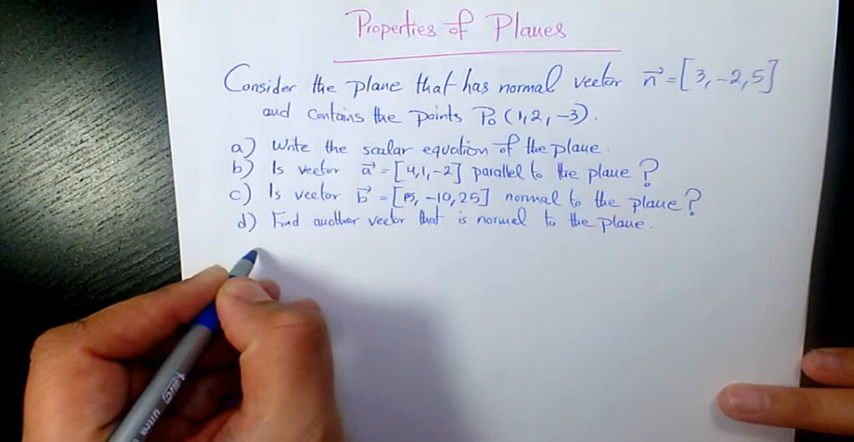 Properties of Planes
Consider the plane that has normal vector n⃗ = [3, -2, 5]
and contains the points P₀ (1, 2, -3).
a) Write the scalar equation of the plane.
b) Is vector a⃗ = [4, 1, -2] parallel to the plane?
c) Is vector b⃗ = [15, -10, 25] normal to the plane?
d) Find another vector that is normal to the plane.
BIC ultra